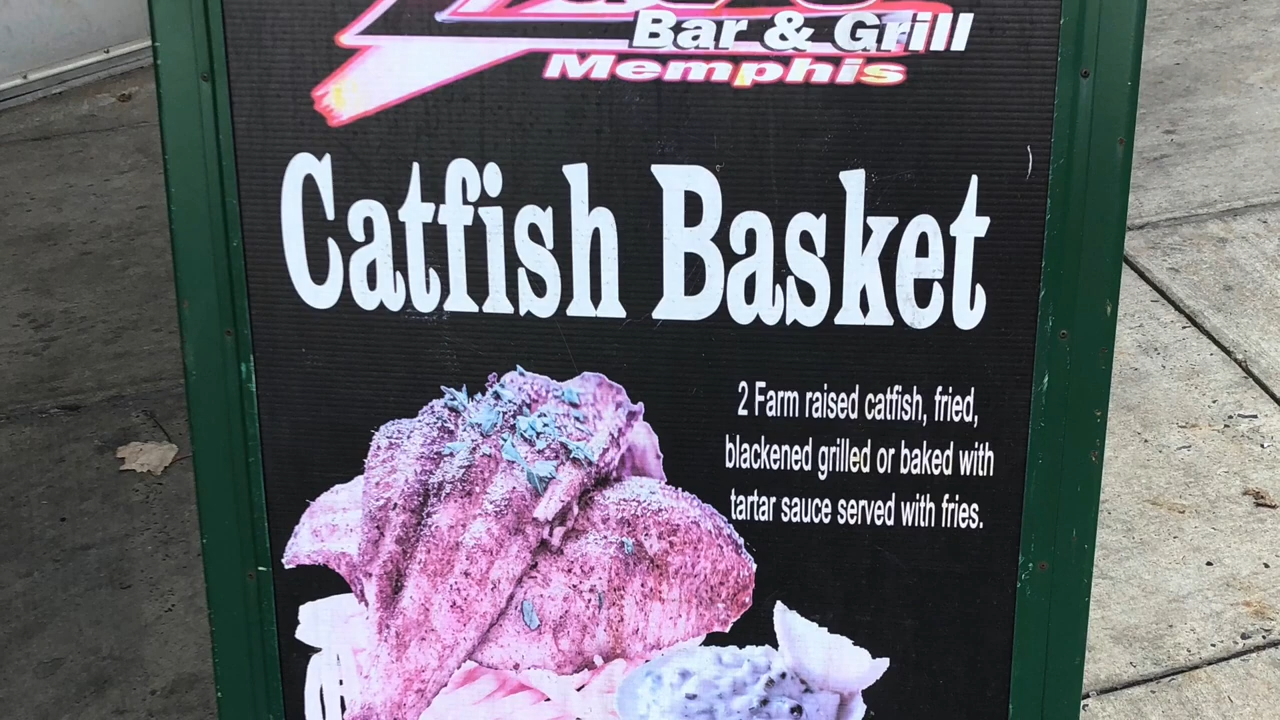 Bar & Grill
Memphis
Catfish Basket
2 Farm raised catfish, fried,
blackened grilled or baked with
tartar sauce served with fries.